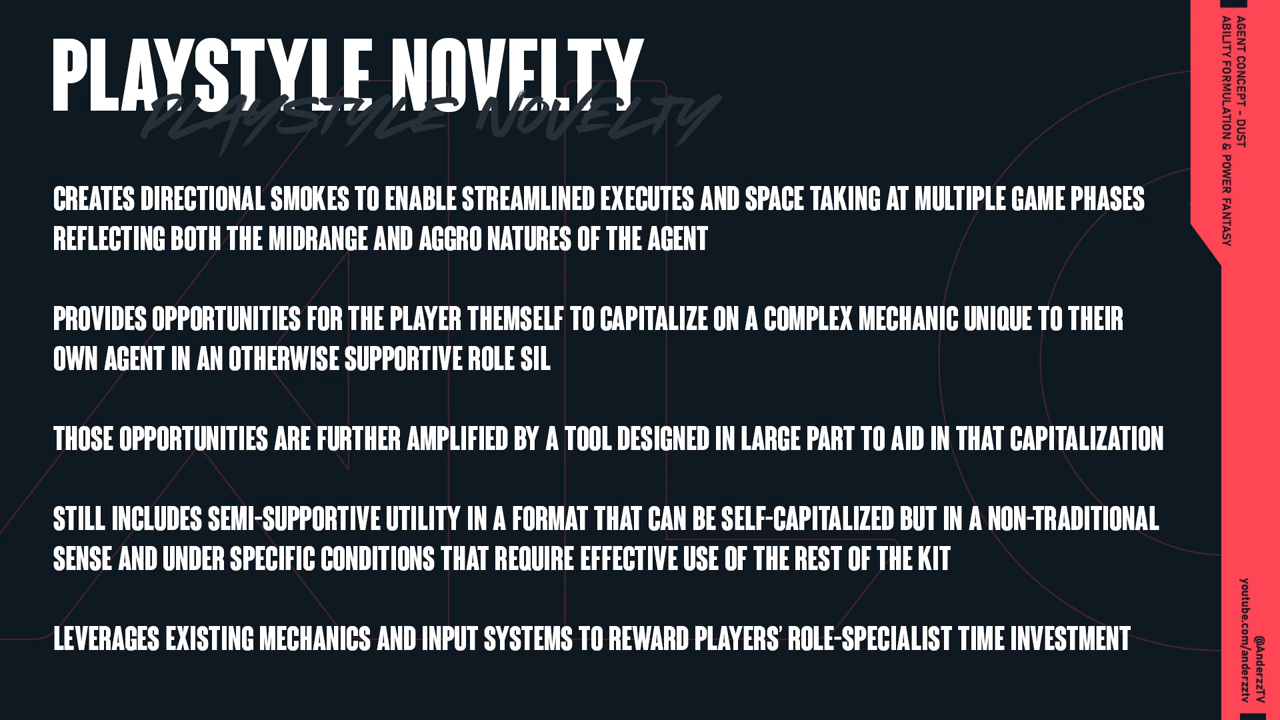 PLAYSTYLE NOVELTY
PLAYSTYLE NOVELTY
CREATES DIRECTIONAL SMOKES TO ENABLE STREAMLINED EXECUTES AND SPACE TAKING AT MULTIPLE GAME PHASES
REFLECTING BOTH THE MIDRANGE AND AGGRO NATURES OF THE AGENT
PROVIDES OPPORTUNITIES FOR THE PLAYER THEMSELF TO CAPITALIZE ON A COMPLEX MECHANIC UNIQUE TO THEIR
OWN AGENT IN AN OTHERWISE SUPPORTIVE ROLE SIL
THOSE OPPORTUNITIES ARE FURTHER AMPLIFIED BY A TOOL DESIGNED IN LARGE PART TO AID IN THAT CAPITALIZATION
STILL INCLUDES SEMI-SUPPORTIVE UTILITY IN A FORMAT THAT CAN BE SELF-CAPITALIZED BUT IN A NON-TRADITIONAL
SENSE AND UNDER SPECIFIC CONDITIONS THAT REQUIRE EFFECTIVE USE OF THE REST OF THE KIT
LEVERAGES EXISTING MECHANICS AND INPUT SYSTEMS TO REWARD PLAYERS’ ROLE-SPECIALIST TIME INVESTMENT
AGENT CONCEPT - DUST
ABILITY FORMULATION & POWER FANTASY
@AnderzzTV
youtube.com/anderzztv